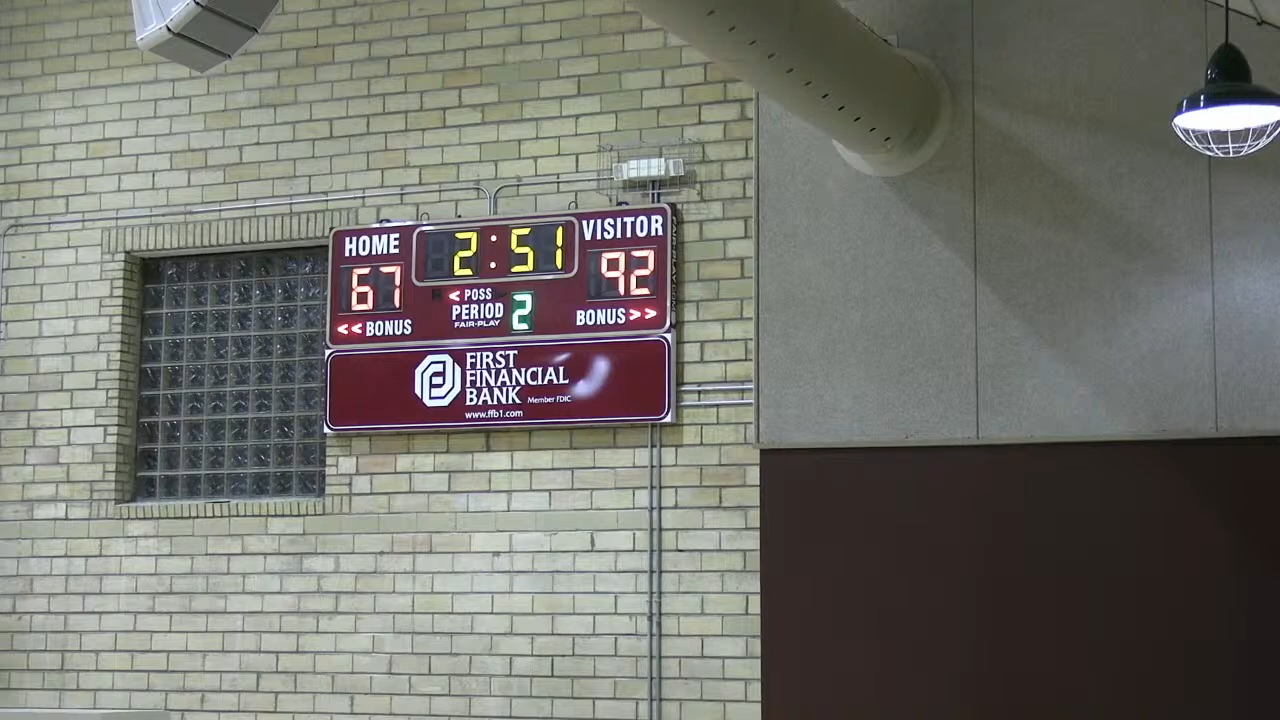 HOME 2:51 VISITOR
67 92
< POSS
PERIOD 2
FAIR-PLAY
<< BONUS BONUS >>
FIRST
FINANCIAL
BANK Member FDIC
www.ffb1.com